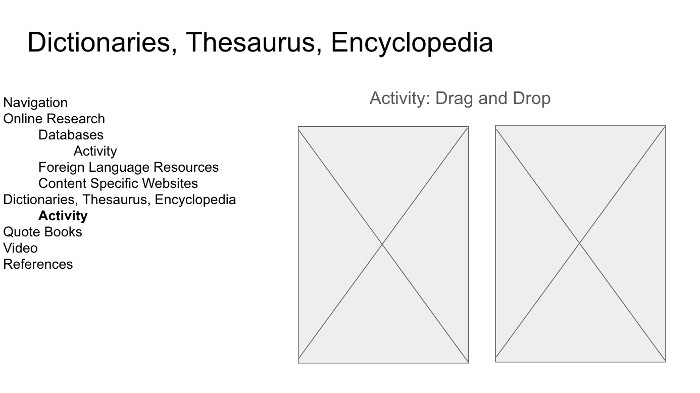 Dictionaries, Thesaurus, Encyclopedia
Navigation
Online Research
Databases
Activity
Foreign Language Resources
Content Specific Websites
Dictionaries, Thesaurus, Encyclopedia
Activity
Quote Books
Video
References
Activity: Drag and Drop